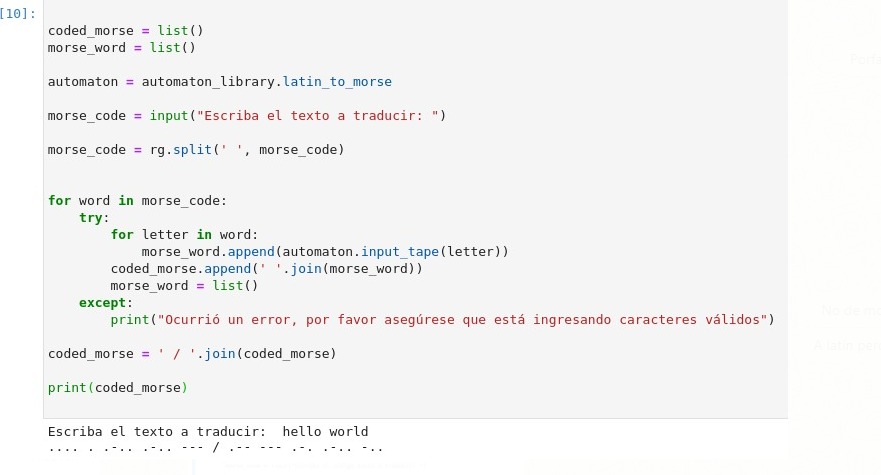 [10]:
coded_morse = list()
morse_word = list()
automaton = automaton_library.latin_to_morse
morse_code = input("Escriba el texto a traducir: ")
morse_code = rg.split(' ', morse_code)
for word in morse_code:
try:
for letter in word:
morse_word.append(automaton.input_tape(letter))
coded_morse.append(' '.join(morse_word))
morse_word = list()
except:
print("Ocurrió un error, por favor asegúrese que está ingresando caracteres válidos")
coded_morse = ' / '.join(coded_morse)
print(coded_morse)
Escriba el texto a traducir:  hello world
.... . .-.. .-.. --- / .-- --- .-. .-.. -..